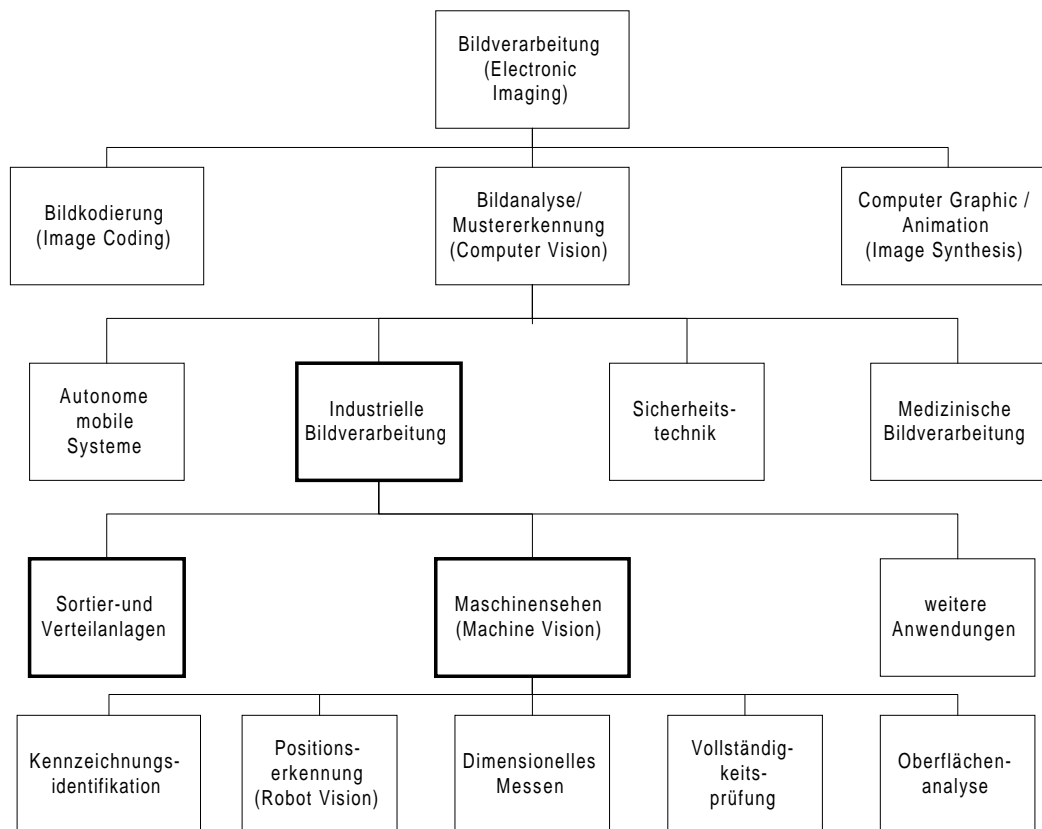 Bildverarbeitung
(Electronic
Imaging)
Bildkodierung
(Image Coding)
Bildanalyse/
Mustererkennung
(Computer Vision)
Computer Graphic /
Animation
(Image Synthesis)
Autonome
mobile
Systeme
Industrielle
Bildverarbeitung
Sicherheits-
technik
Medizinische
Bildverarbeitung
Sortier-und
Verteilanlagen
Maschinensehen
(Machine Vision)
weitere
Anwendungen
Kennzeichnungs-
identifikation
Positions-
erkennung
(Robot Vision)
Dimensionelles
Messen
Vollständig-
keitsprüfung
Oberflächen-
analyse